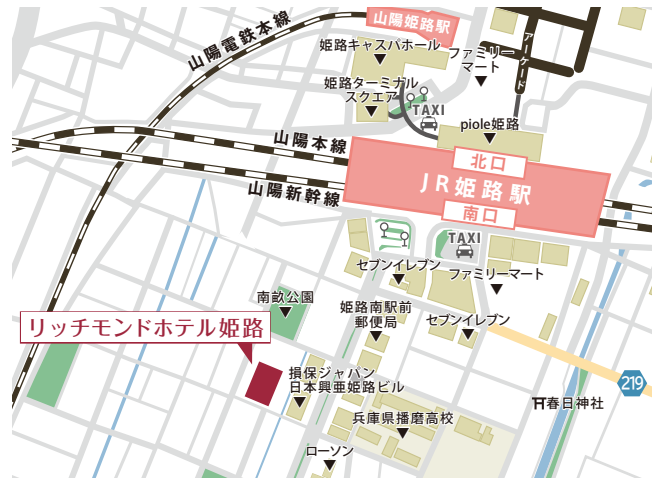 山陽姫路駅
山陽電鉄本線
姫路キャスパホール
ファミリー
マート
アーケード
姫路ターミナル
スクエア
TAXI
piole姫路
山陽本線
北口
JR姫路駅
山陽新幹線
南口
TAXI
セブンイレブン
ファミリーマート
南畝公園
姫路南駅前
郵便局
セブンイレブン
リッチモンドホテル姫路
損保ジャパン
日本興亜姫路ビル
219
春日神社
兵庫県播磨高校
ローソン